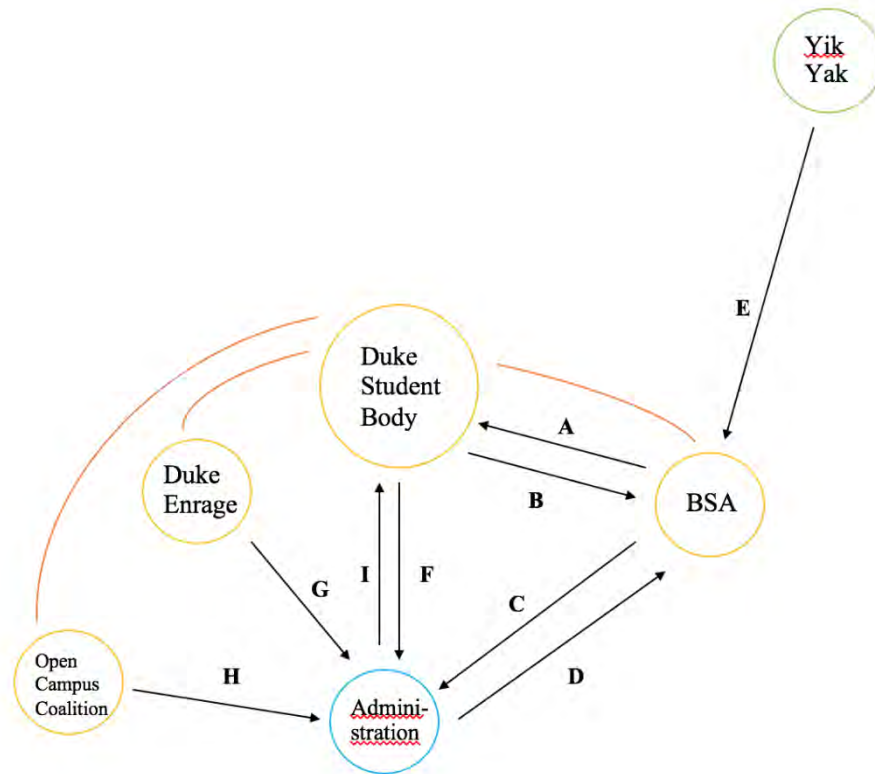 Yik
Yak
E
Duke
Student
Body
A
B
Duke
Enrage
BSA
G
I
F
C
D
Open
Campus
Coalition
H
Admini-
stration